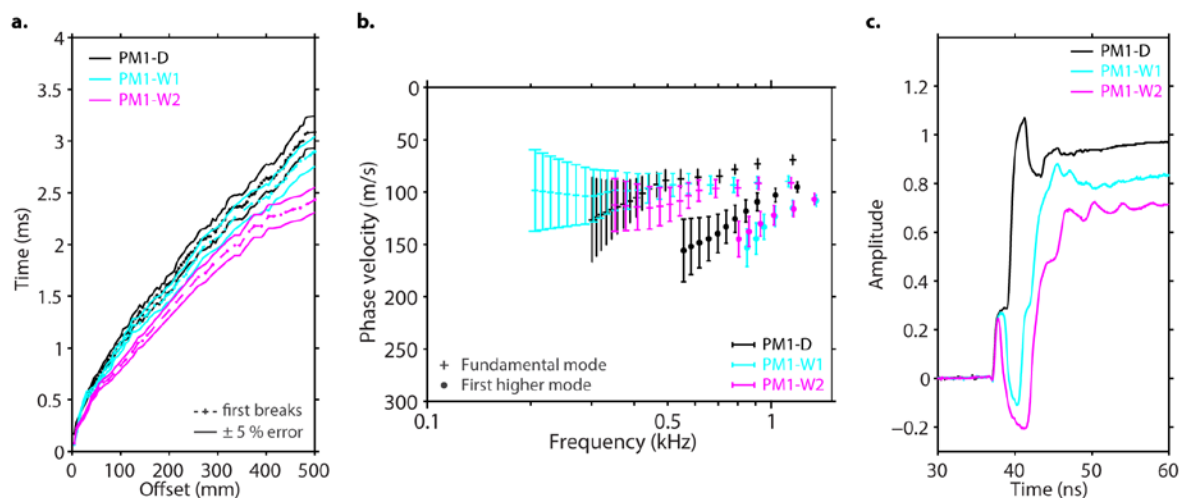 a.
4
3.5
3
2.5
2
1.5
1
0.5
0
Time (ns)
PM1-D
PM1-W1
PM1-W2
first breaks
± 5 % error
0 100 200 300 400 500
Offset (mm)
b.
0
50
100
150
200
250
300
Phase velocity (m/s)
Fundamental mode
First higher mode
PM1-D
PM1-W1
PM1-W2
0.1 0.5 1
Frequency (kHz)
c.
1.2
1
0.8
0.6
0.4
0.2
0
−0.2
Amplitude
PM1-D
PM1-W1
PM1-W2
30 40 50 60
Time (ns)